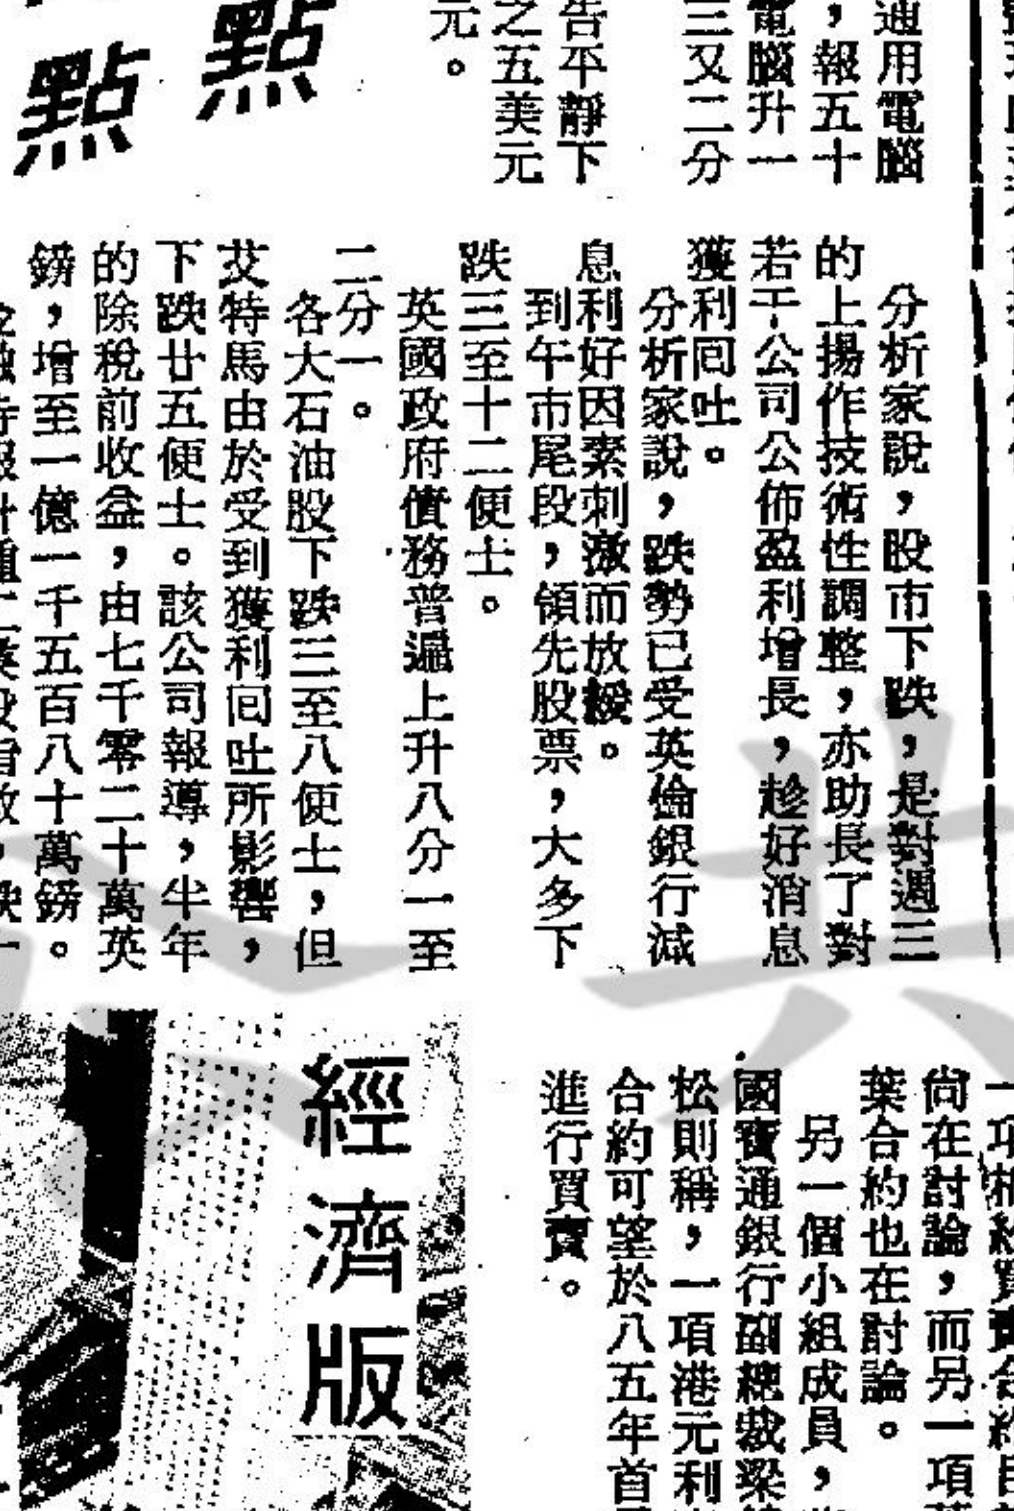 通用電腦
，報五十
電腦升一
三又二分
告平靜下
之五美元
元。
點
點
分析家說，股市下跌，是對週三
的上揚作技術性調整，亦助長了對
若干公司公佈盈利增長，趁好消息
獲利回吐。
分析家說，跌勢已受英倫銀行減
息利好因素刺激而放緩。
到午市尾段，領先股票，大多下
跌三至十二便士。
英國政府債務普遍上升八分一至
二分一。
各大石油股下跌三至八便士，但
艾特馬由於受到獲利回吐所影響，
下跌廿五便士。該公司報導，半年
的除稅前收益，由七千零二十萬英
鎊，增至一億一千五百八十萬鎊。
尚在討論，而另一項
葉合約也在討論。
另一個小組成員，
國寶通銀行副總裁梁
松則稱，一項港元利
合約可望於八五年首
進行買賣。
經濟版
共